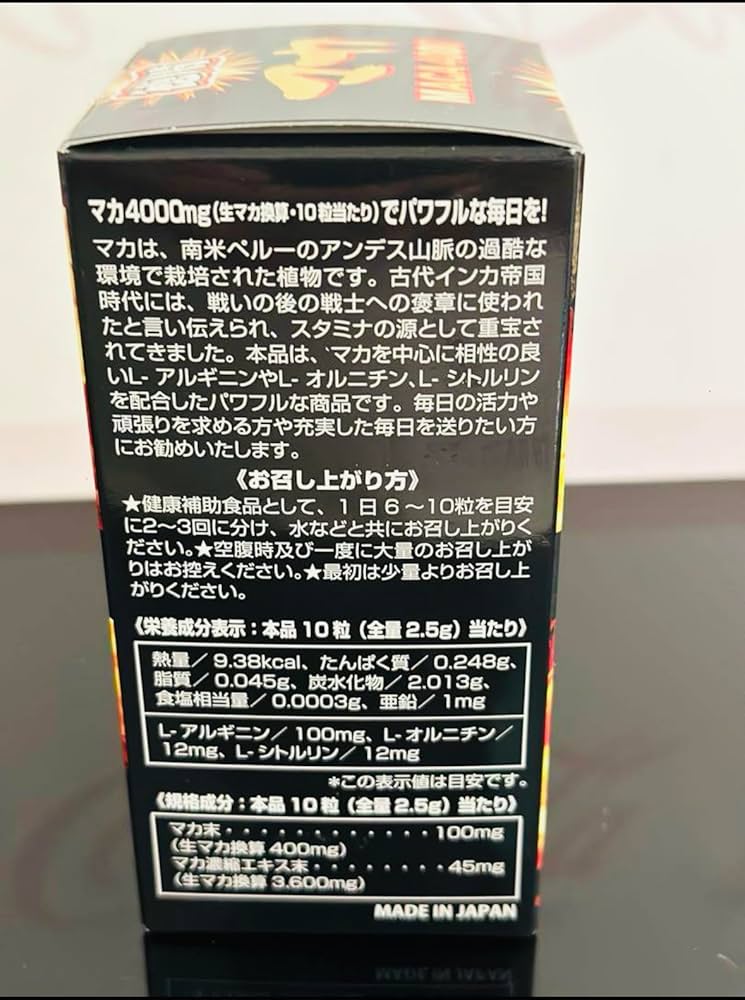 マカ
MACA 4000
マカ4000mg(生マカ換算・10粒当たり)でパワフルな毎日を!
マカは、南米ペルーのアンデス山脈の過酷な
環境で栽培された植物です。古代インカ帝国
時代には、戦いの後の戦士への褒章に使われ
たと言い伝えられ、スタミナの源として重宝さ
れてきました。本品は、マカを中心に相性の良
いL-アルギニンやL-オルニチン、L-シトルリン
を配合したパワフルな商品です。毎日の活力や
頑張りを求める方や充実した毎日を送りたい方
にお勧めいたします。
《お召し上がり方》
★健康補助食品として、1日6〜10粒を目安
に2〜3回に分け、水などと共にお召し上がりく
ださい。★空腹時及び一度に大量のお召し上が
りはお控えください。★最初は少量よりお召し上
がりください。
《栄養成分表示:本品10粒(全量2.5g)当たり》
熱量/9.38kcal、たんぱく質/0.248g、
脂質/0.045g、炭水化物/2.013g、
食塩相当量/0.0003g、亜鉛/1mg
L-アルギニン/100mg、L-オルニチン/
12mg、L-シトルリン/12mg
*この表示値は目安です。
《規格成分:本品10粒(全量2.5g)当たり》
マカ末・・・・・・・・・・・・100mg
(生マカ換算400mg)
マカ濃縮エキス末・・・・・・・・45mg
(生マカ換算3,600mg)
MADE IN JAPAN